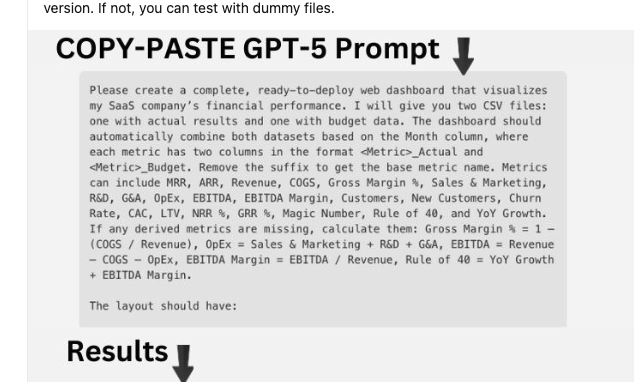 version. If not, you can test with dummy files.
COPY-PASTE GPT-5 Prompt
Please create a complete, ready-to-deploy web dashboard that visualizes
my SaaS company’s financial performance. I will give you two CSV files:
one with actual results and one with budget data. The dashboard should
automatically combine both datasets based on the Month column, where
each metric has two columns in the format <Metric>_Actual and
<Metric>_Budget. Remove the suffix to get the base metric name. Metrics
can include MRR, ARR, Revenue, COGS, Gross Margin %, Sales & Marketing,
R&D, G&A, OpEx, EBITDA, EBITDA Margin, Customers, New Customers, Churn
Rate, CAC, LTV, NRR %, GRR %, Magic Number, Rule of 40, and YoY Growth.
If any derived metrics are missing, calculate them: Gross Margin % = 1 –
(COGS / Revenue), OpEx = Sales & Marketing + R&D + G&A, EBITDA = Revenue
– COGS – OpEx, EBITDA Margin = EBITDA / Revenue, Rule of 40 = YoY Growth
+ EBITDA Margin.
The layout should have:
Results